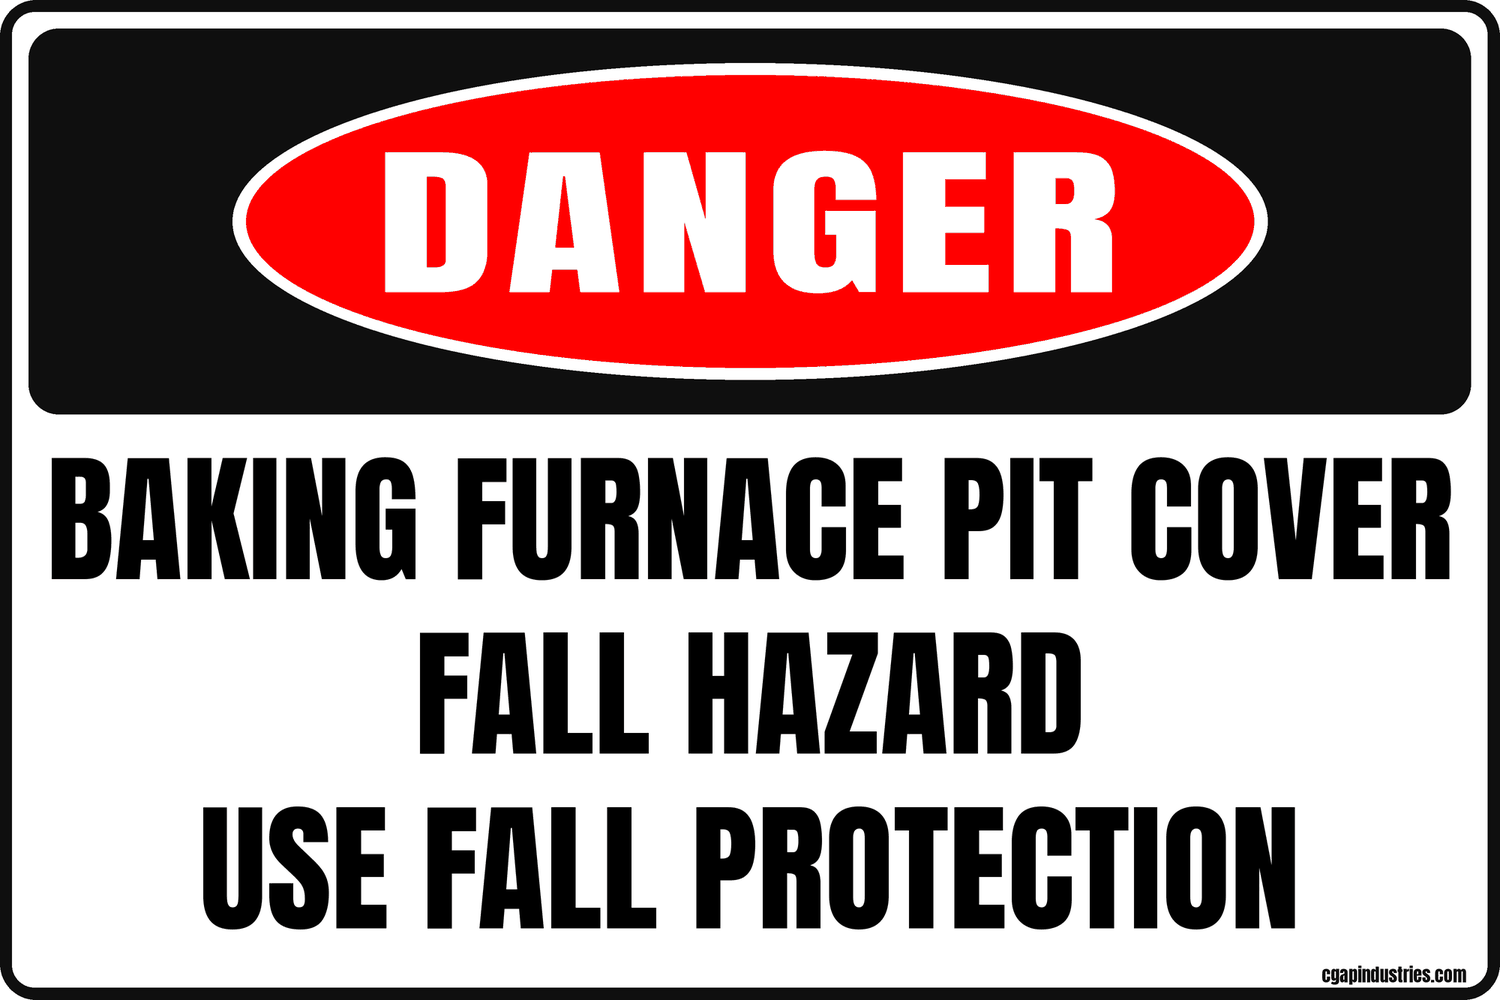 DANGER
BAKING FURNACE PIT COVER
FALL HAZARD
USE FALL PROTECTION
cgapindustries.com